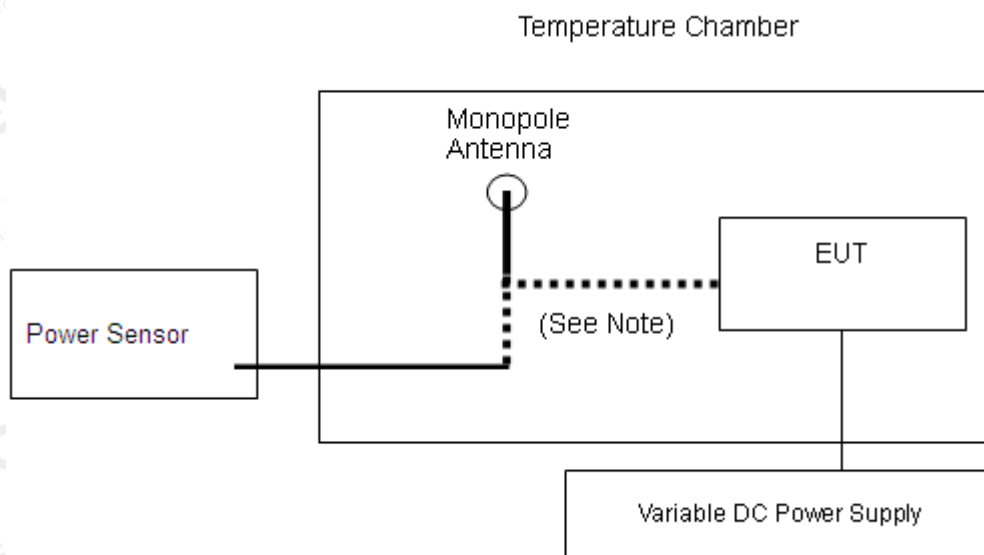 Temperature Chamber
Monopole
Antenna
EUT
Power Sensor
(See Note)
Variable DC Power Supply